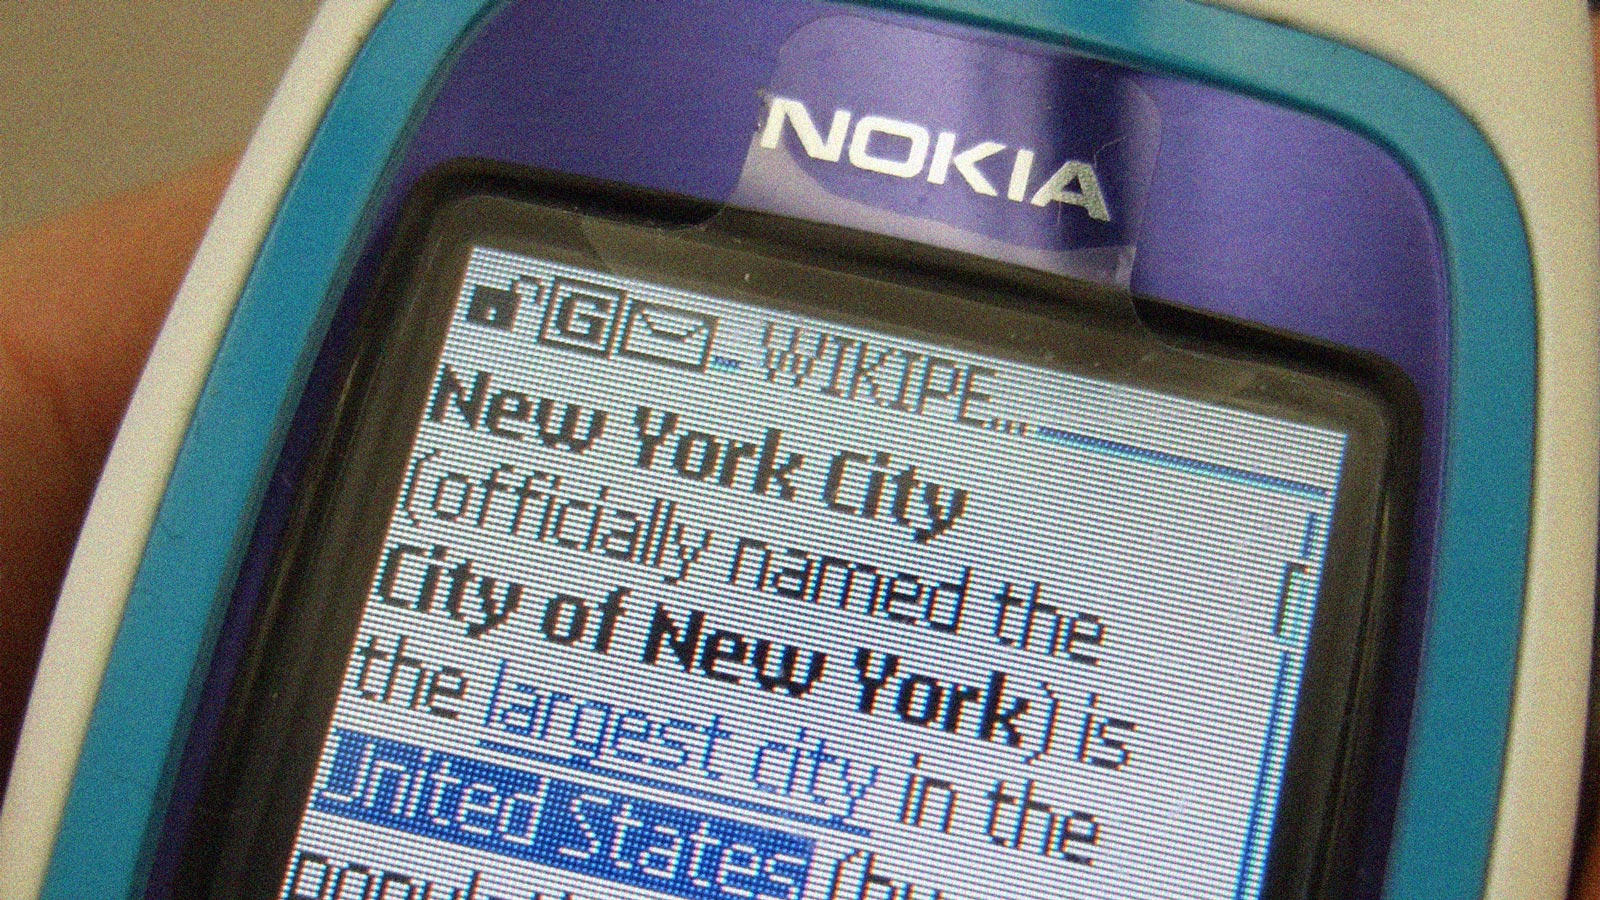 NOKIA
G WIKIPE...
New York City
(officially named the
City of New York) is
the largest city in the
United States (by